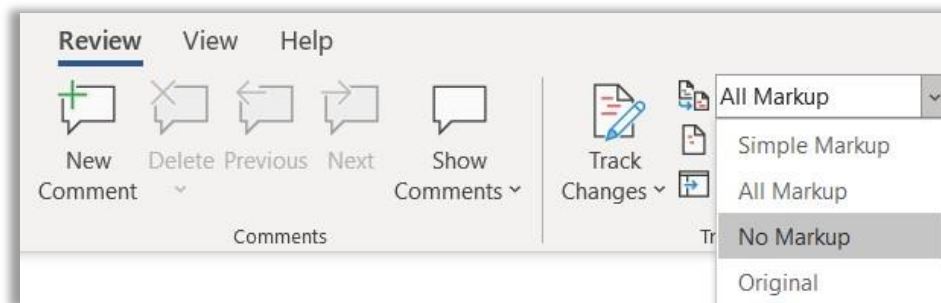 Review View Help
All Markup
New Comment
Delete
Previous
Next
Show Comments
Track Changes
Simple Markup
All Markup
No Markup
Original
Comments
Tr